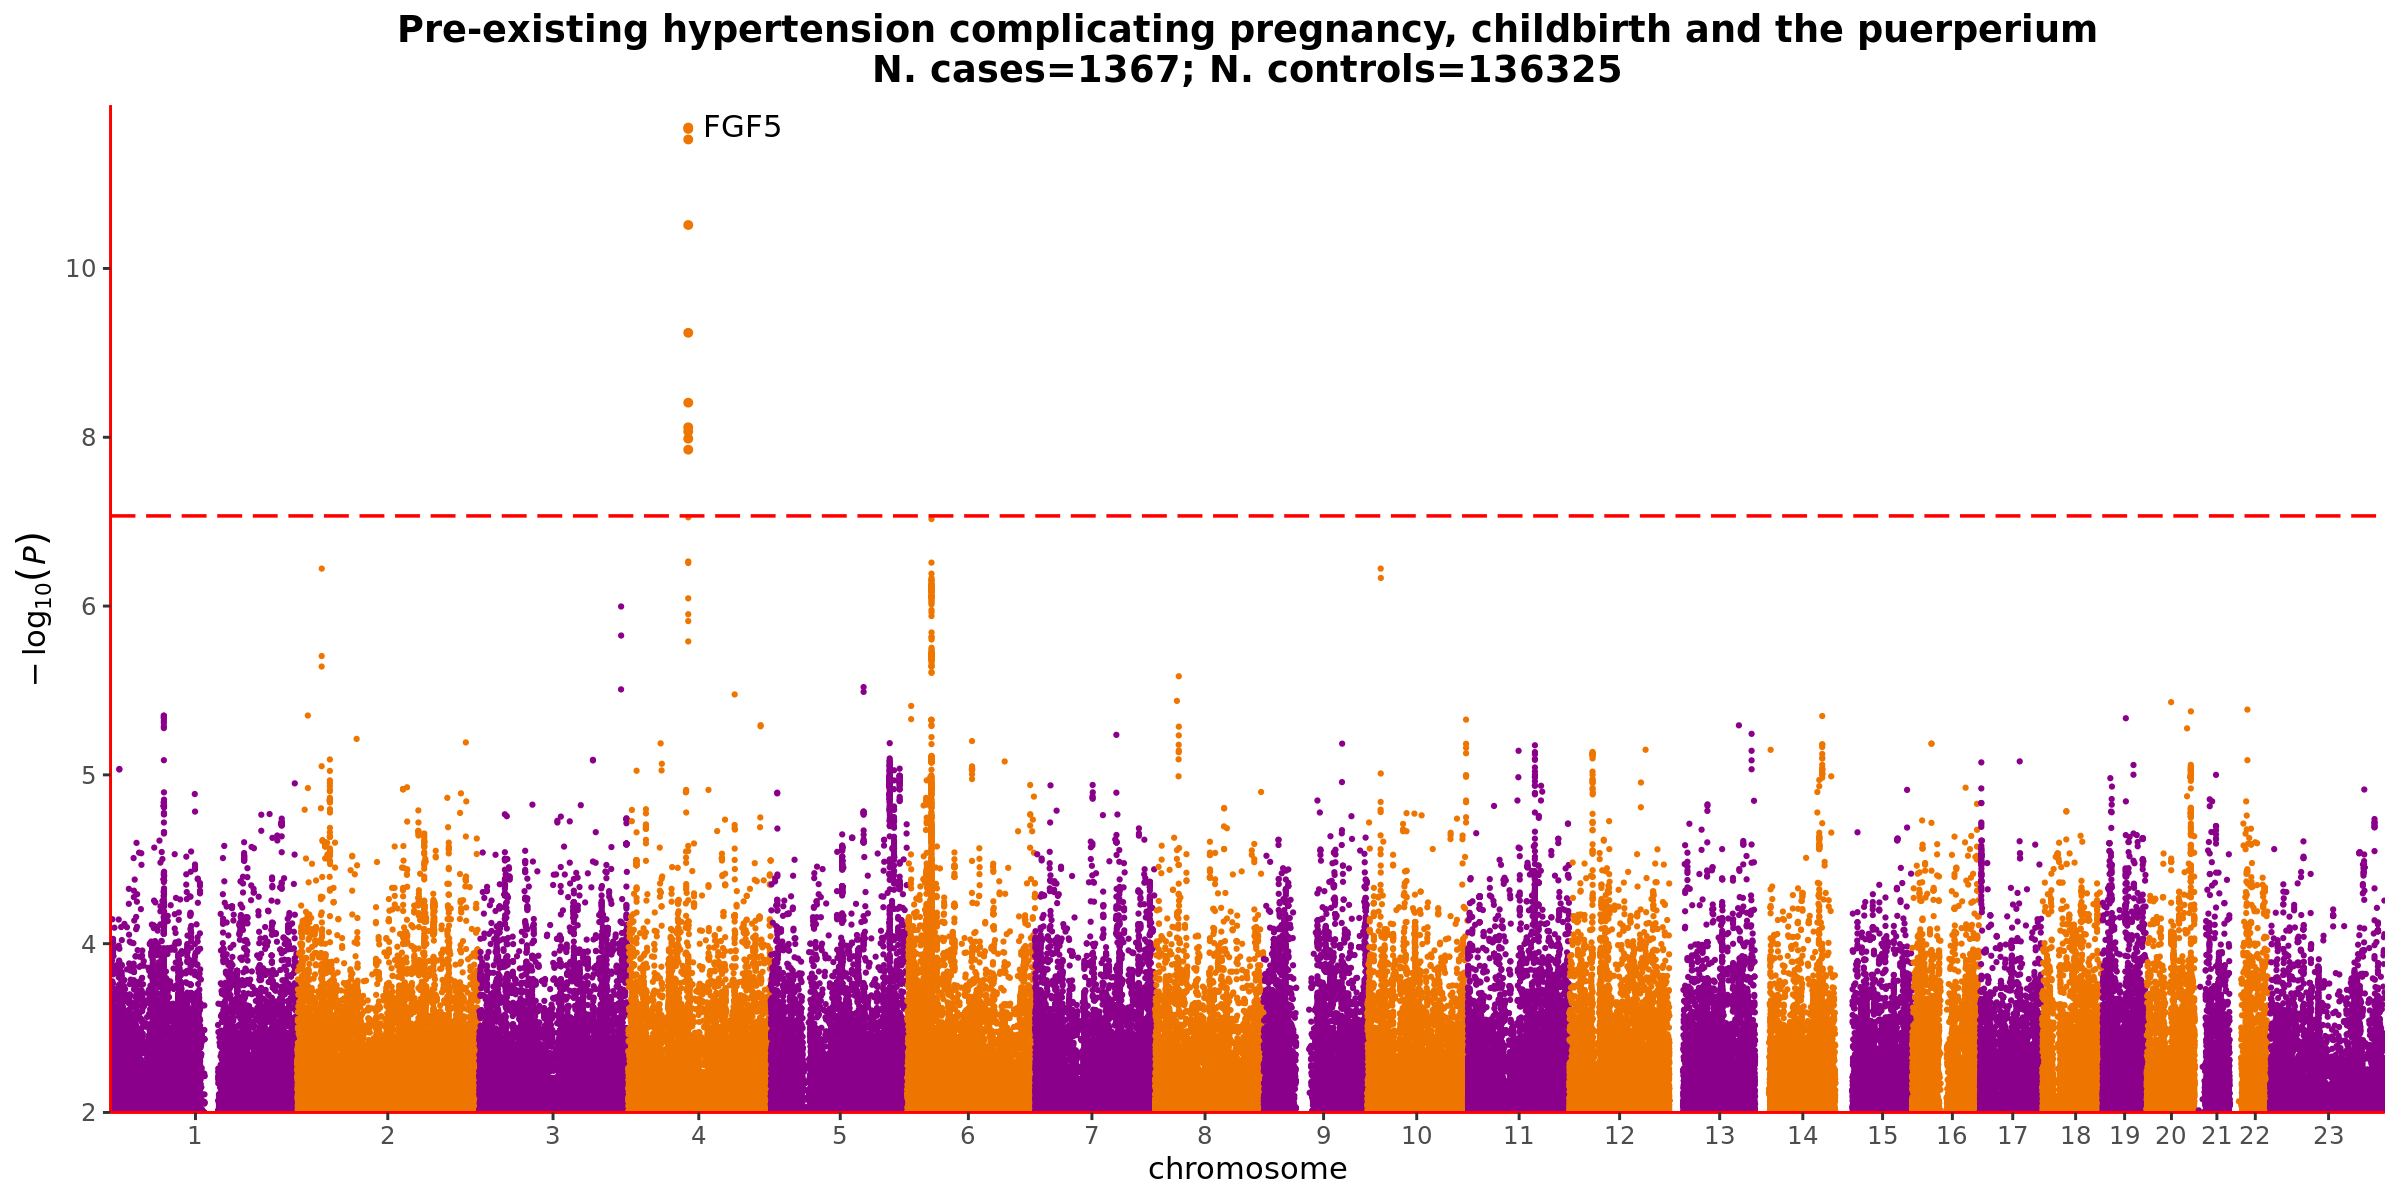 Pre-existing hypertension complicating pregnancy, childbirth and the puerperium
N. cases=1367; N. controls=136325
FGF5
10
8
6
5
4
2
−log10(P)
1 2 3 4 5 6 7 8 9 10 11 12 13 14 15 16 17 18 19 20 21 22 23
chromosome